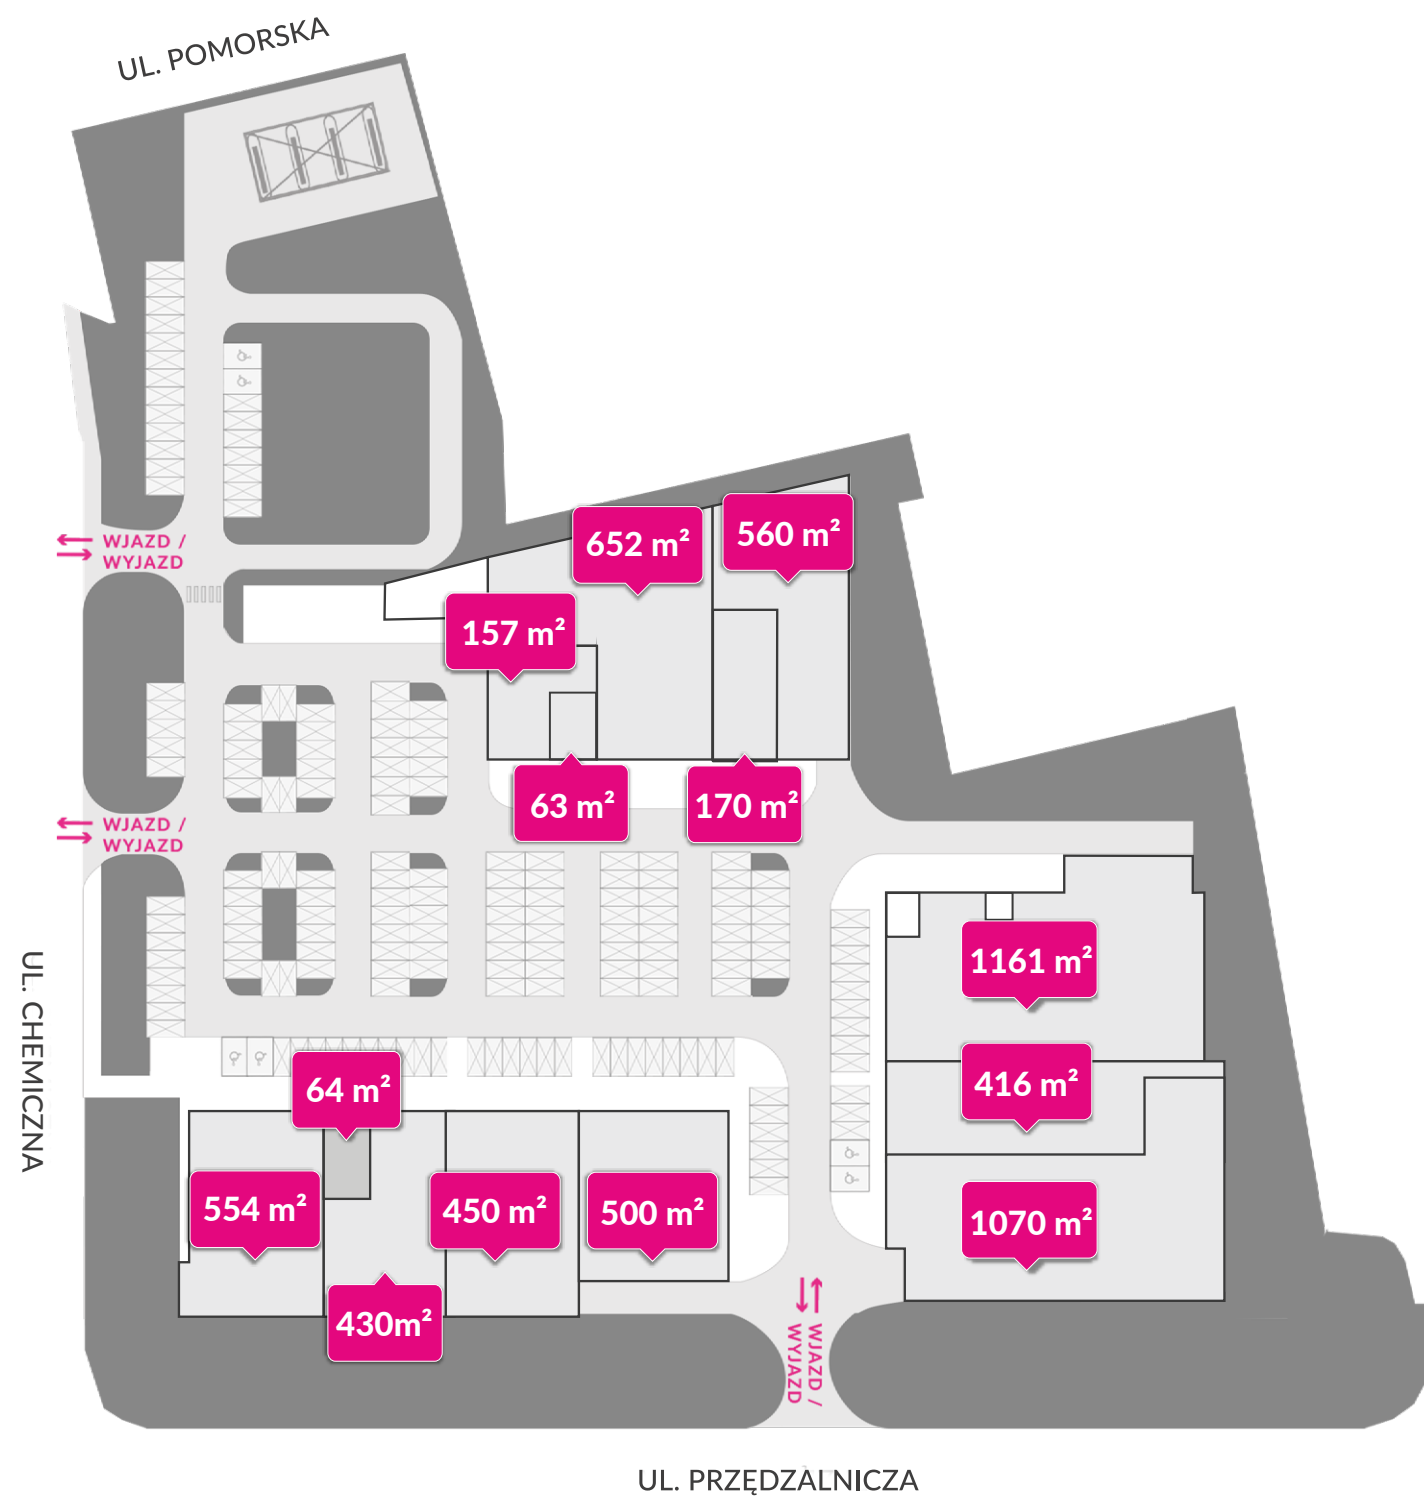 UL. POMORSKA
652 m²
560 m²
WJAZD /
WYJAZD
157 m²
63 m²
170 m²
WJAZD /
WYJAZD
UL. CHEMICZNA
1161 m²
416 m²
64 m²
554 m²
450 m²
500 m²
1070 m²
430m²
WJAZD /
WYJAZD
UL. PRZĘDZALNICZA